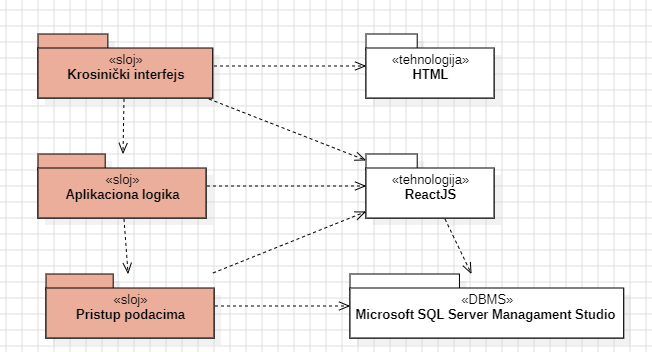 «sloj»
Krosinički interfejs
«tehnologija»
HTML
«sloj»
Aplikaciona logika
«tehnologija»
ReactJS
«sloj»
Pristup podacima
«DBMS»
Microsoft SQL Server Managament Studio